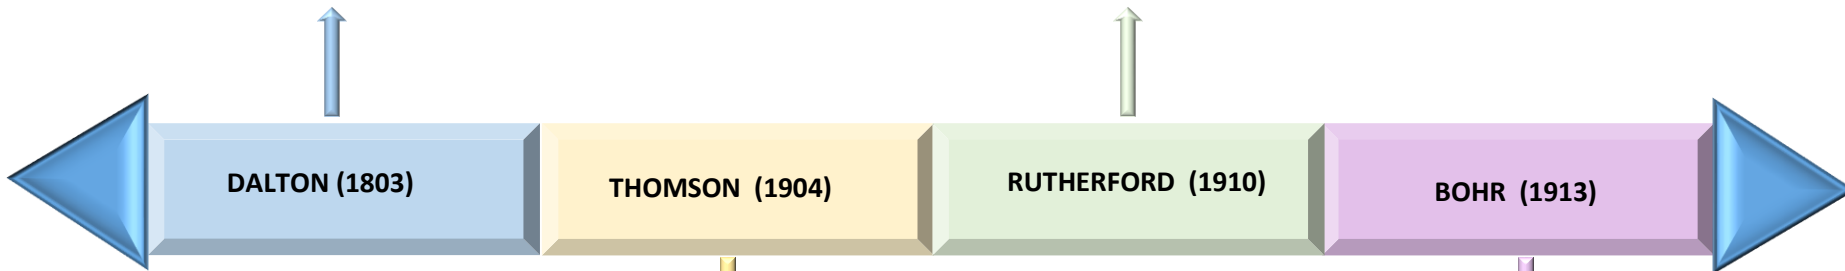 DALTON (1803)
THOMSON (1904)
RUTHERFORD (1910)
BOHR (1913)